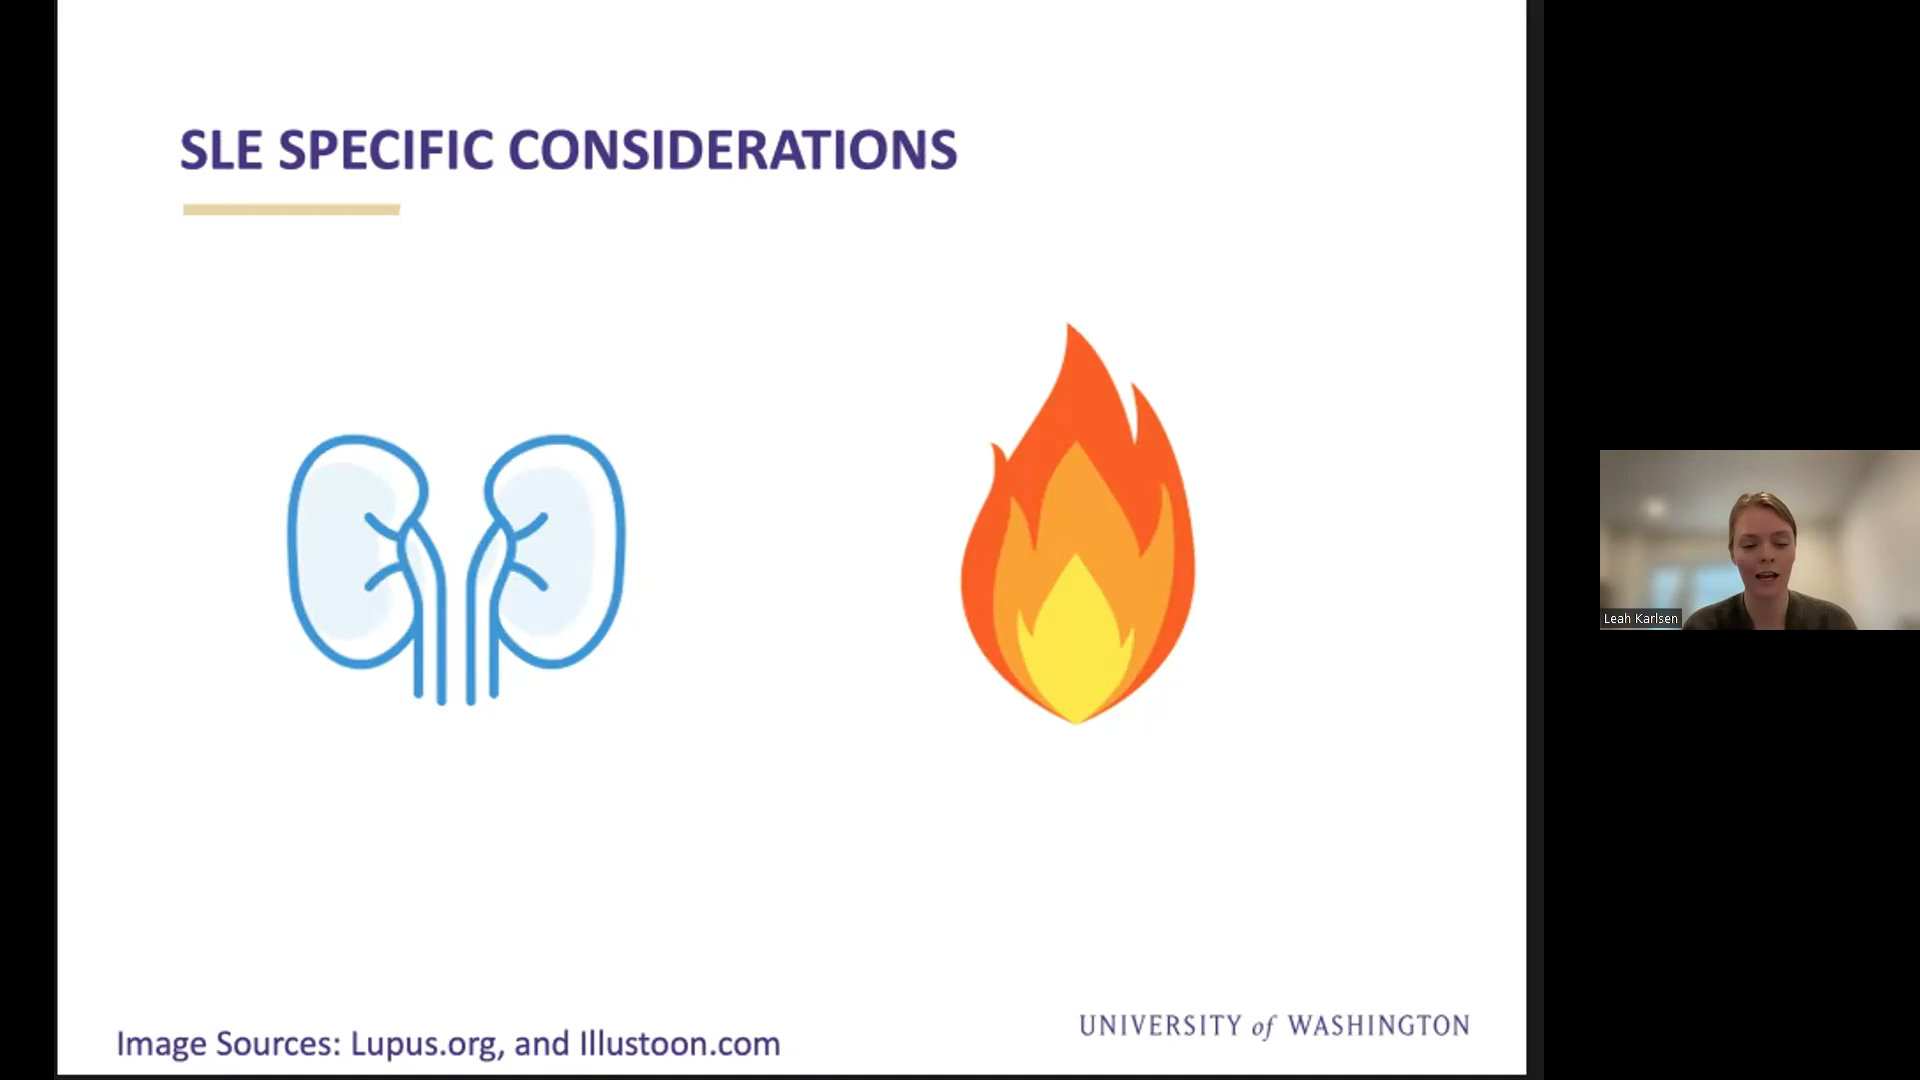 SLE SPECIFIC CONSIDERATIONS
Leah Karlsen
UNIVERSITY of WASHINGTON
Image Sources: Lupus.org, and Illustoon.com